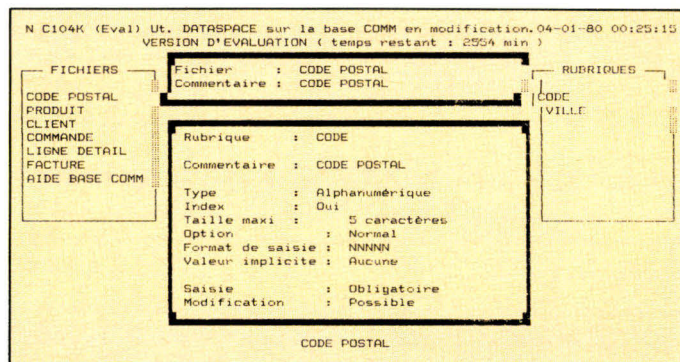 N C104K (Eval) Ut. DATASPACE sur la base COMM en modification. 04-01-80 00:25:15
VERSION D'EVALUATION ( temps restant : 2554 min )
FICHIERS
CODE POSTAL
PRODUIT
CLIENT
COMMANDE
LIGNE DETAIL
FACTURE
AIDE BASE COMM
Fichier : CODE POSTAL
Commentaire : CODE POSTAL
RUBRIQUES
CODE
VILLE
Rubrique : CODE
Commentaire : CODE POSTAL
Type : Alphanumérique
Index : Oui
Taille maxi : 5 caractères
Option : Normal
Format de saisie : NNNNN
Valeur implicite : Aucune
Saisie : Obligatoire
Modification : Possible
CODE POSTAL